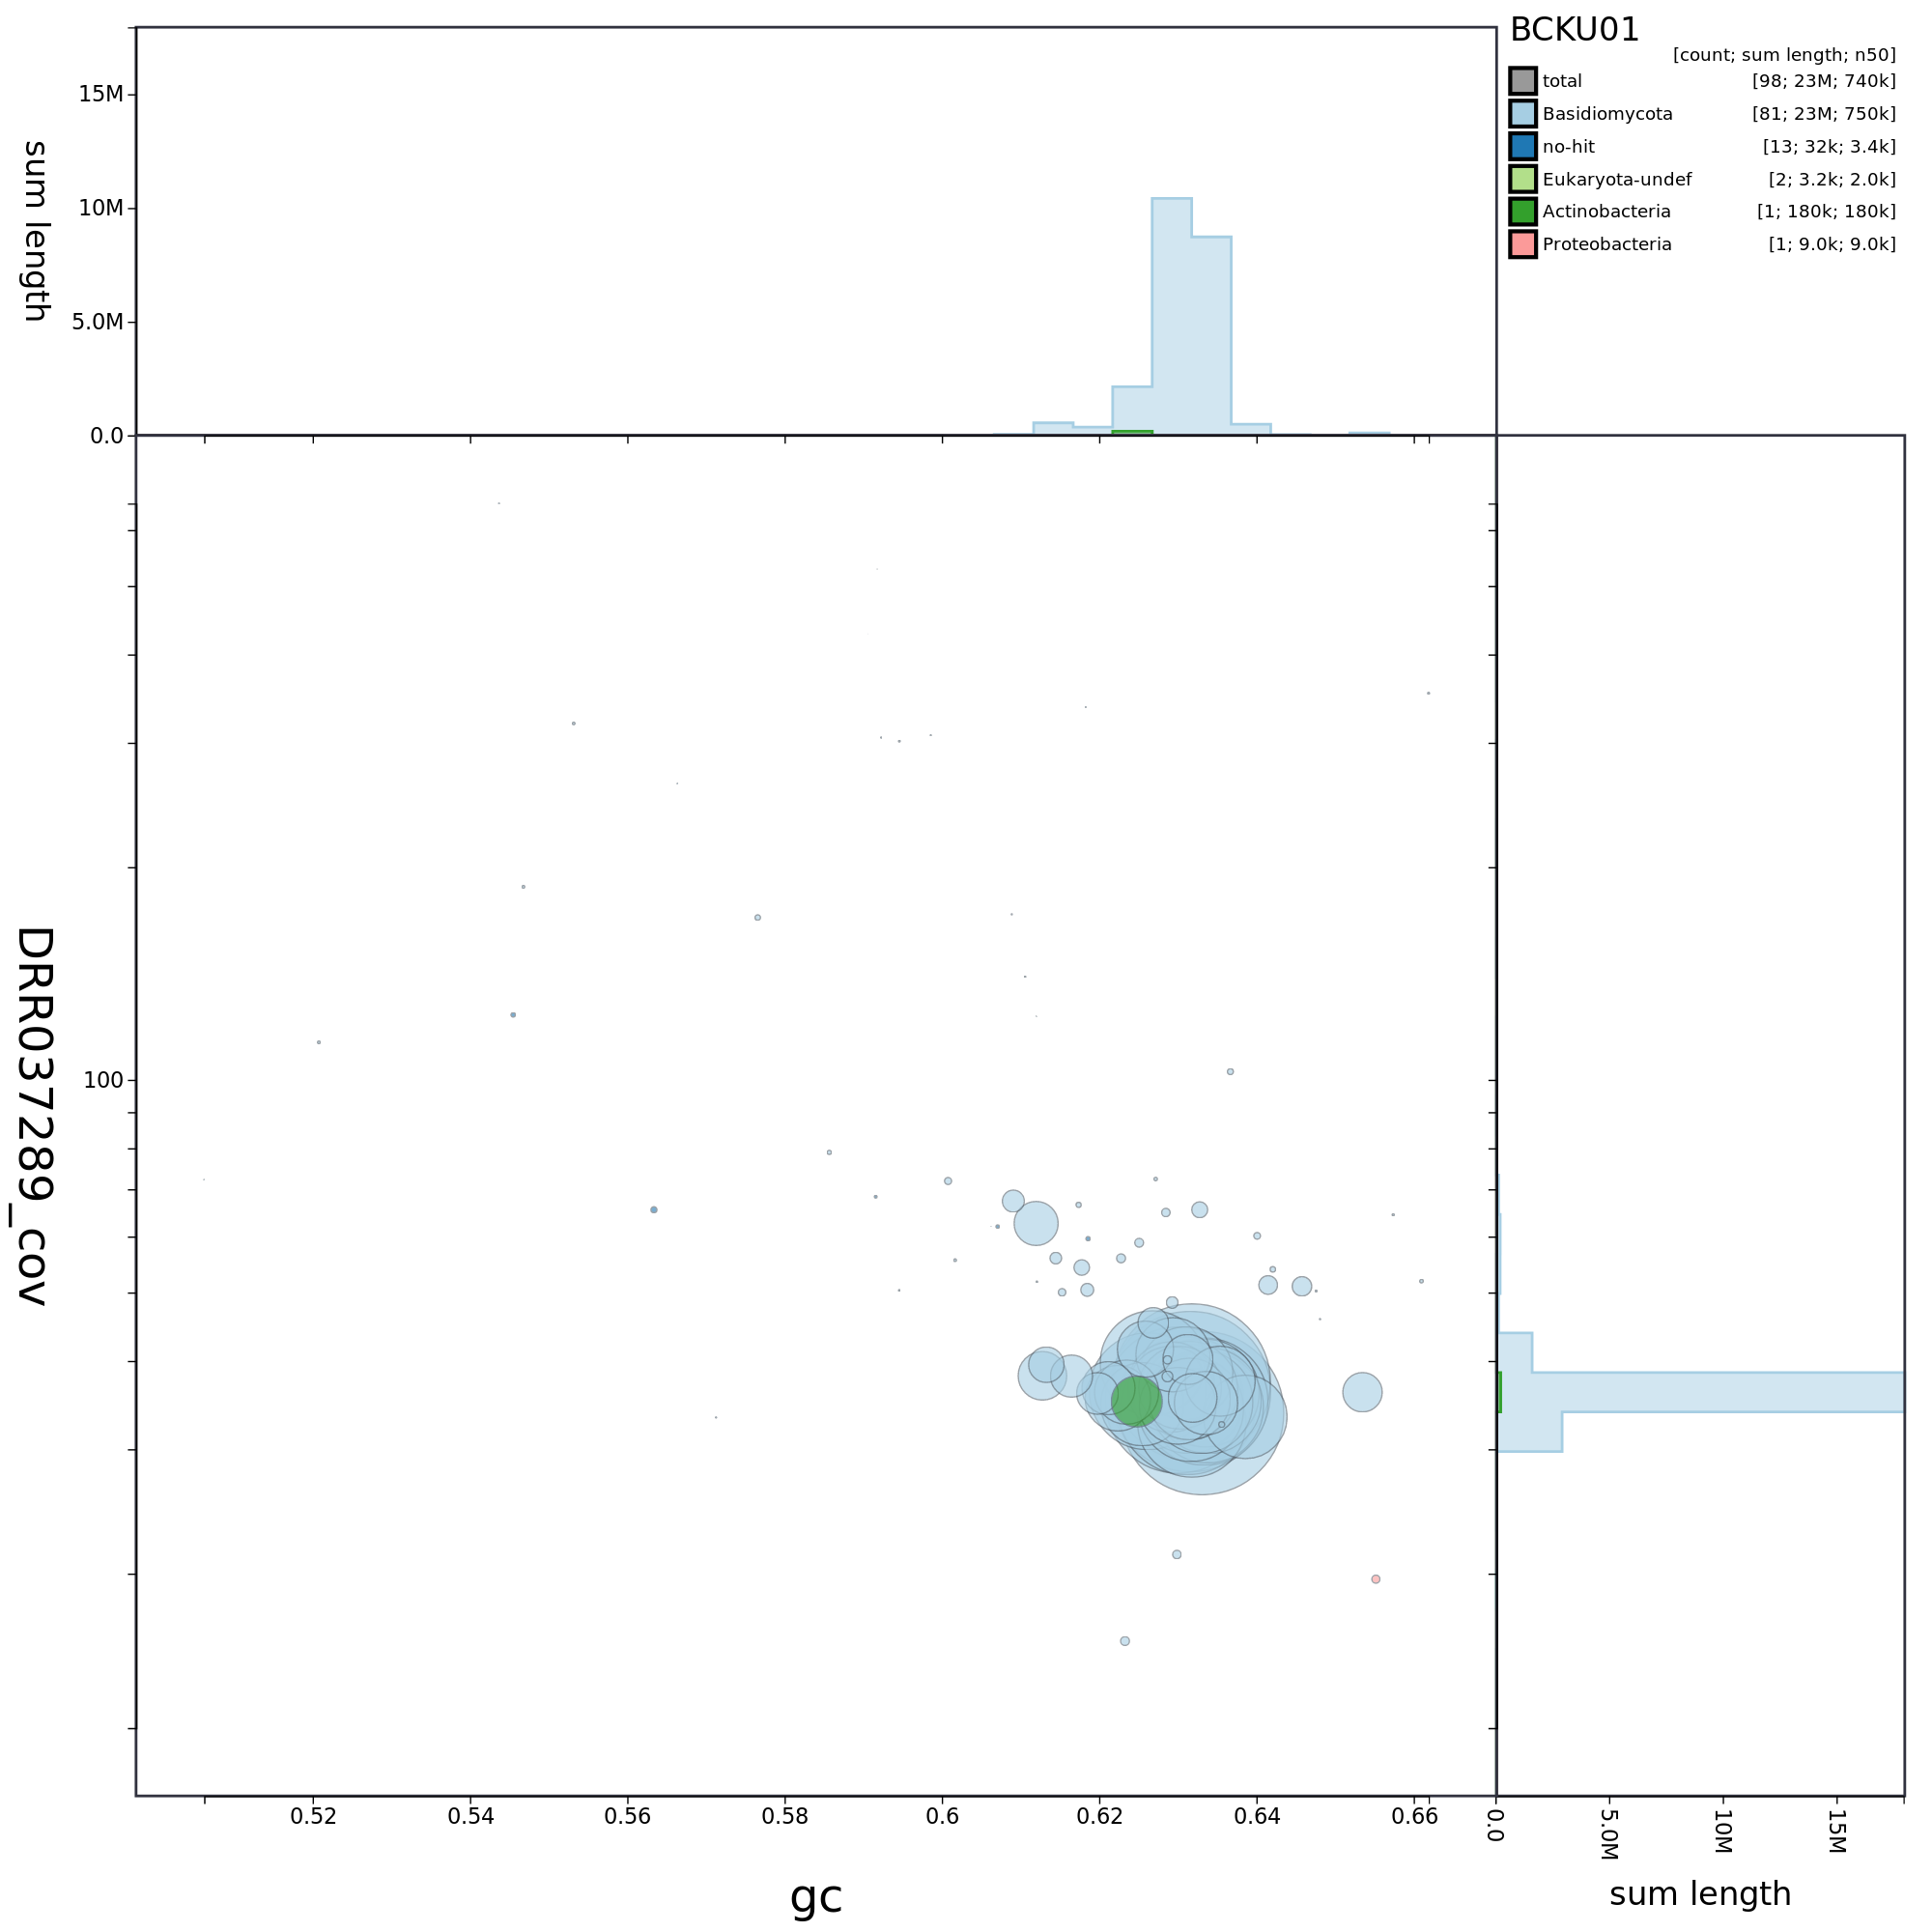 BCKU01
[count; sum length; n50]
total [98; 23M; 740k]
Basidiomycota [81; 23M; 750k]
no-hit [13; 32k; 3.4k]
Eukaryota-undef [2; 3.2k; 2.0k]
Actinobacteria [1; 180k; 180k]
Proteobacteria [1; 9.0k; 9.0k]
sum length
15M
10M
5.0M
0.0
DRR037289_cov
100
0.52 0.54 0.56 0.58 0.6 0.62 0.64 0.66
gc
0.0 5.0M 10M 15M
sum length